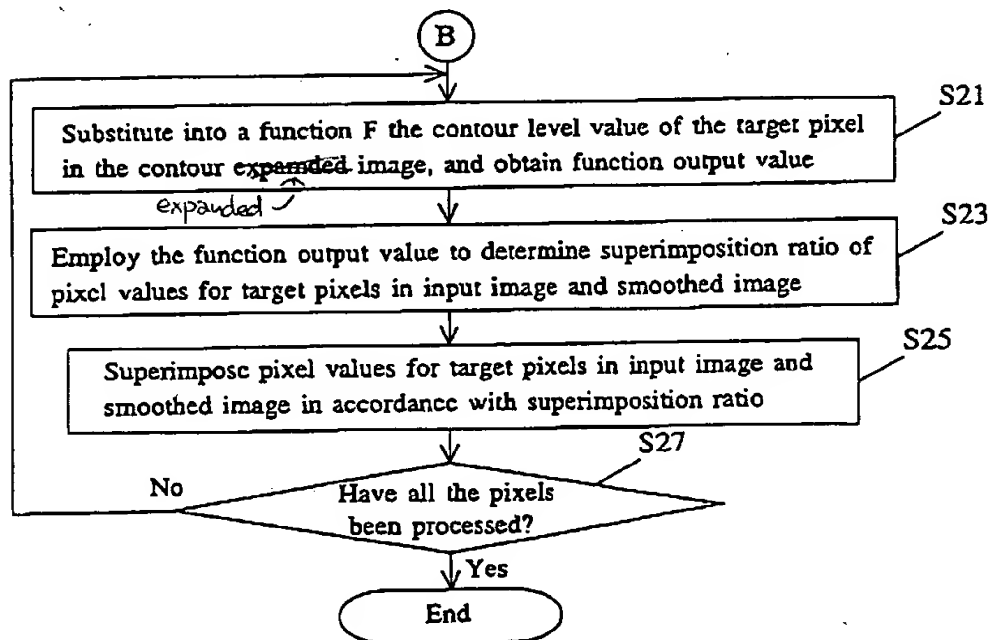 B
S21
Substitute into a function F the contour level value of the target pixel
in the contour expamded image, and obtain function output value
expanded
S23
Employ the function output value to determine superimposition ratio of
pixel values for target pixels in input image and smoothed image
S25
Superimpose pixel values for target pixels in input image and
smoothed image in accordance with superimposition ratio
S27
No
Have all the pixels
been processed?
Yes
End